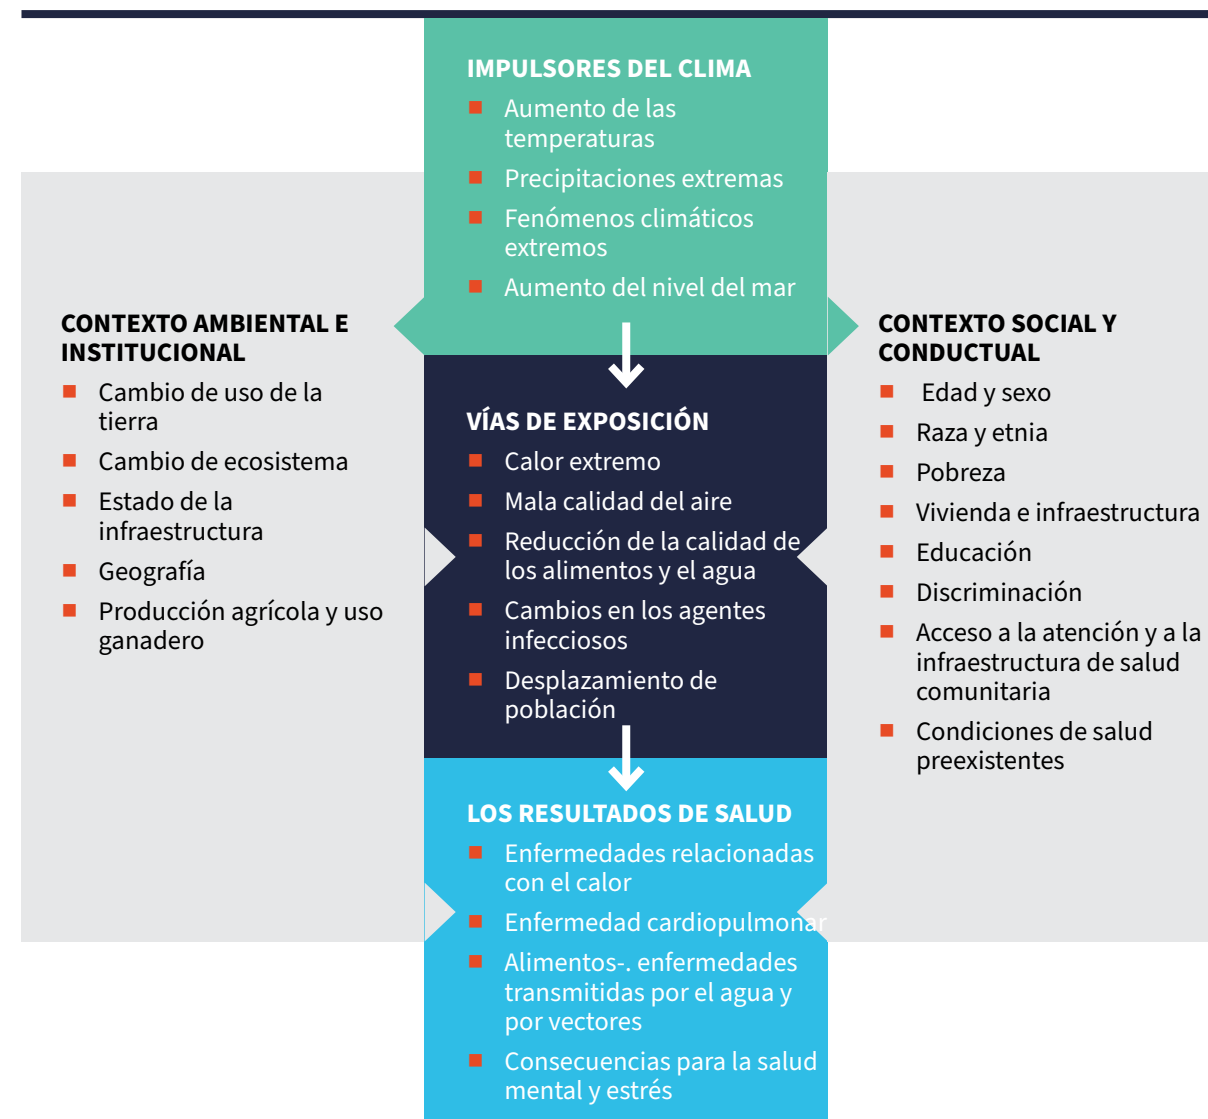 IMPULSORES DEL CLIMA
Aumento de las
temperaturas
Precipitaciones extremas
Fenómenos climáticos
extremos
Aumento del nivel del mar
CONTEXTO AMBIENTAL E
INSTITUCIONAL
Cambio de uso de la
tierra
Cambio de ecosistema
Estado de la
infraestructura
Geografía
Producción agrícola y uso
ganadero
VÍAS DE EXPOSICIÓN
Calor extremo
Mala calidad del aire
Reducción de la calidad de
los alimentos y el agua
Cambios en los agentes
infecciosos
Desplazamiento de
población
LOS RESULTADOS DE SALUD
Enfermedades relacionadas
con el calor
Enfermedad cardiopulmonar
Alimentos-. enfermedades
transmitidas por el agua y
por vectores
Consecuencias para la salud
mental y estrés
CONTEXTO SOCIAL Y
CONDUCTUAL
Edad y sexo
Raza y etnia
Pobreza
Vivienda e infraestructura
Educación
Discriminación
Acceso a la atención y a la
infraestructura de salud
comunitaria
Condiciones de salud
preexistentes